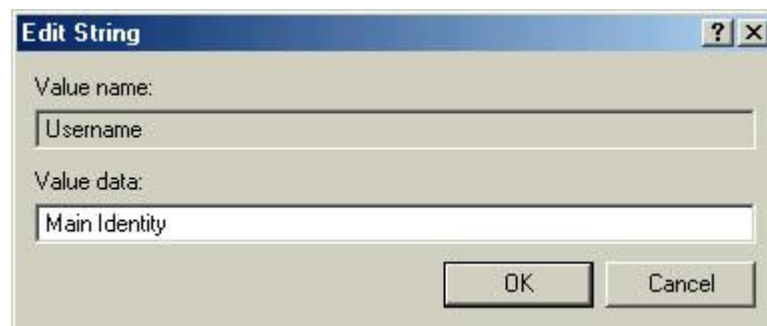 Edit String
Value name:
Username
Value data:
Main Identity
OK Cancel